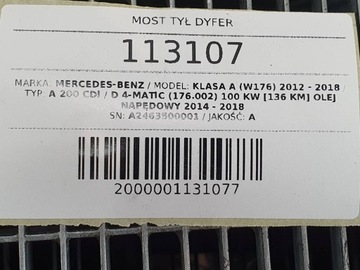 MOST TYŁ DYFER
113107
MARKA: MERCEDES-BENZ / MODEL: KLASA A (W176) 2012 - 2018 /
TYP: A 200 CDI / D 4-MATIC (176.002) 100 KW [136 KM] OLEJ
NAPĘDOWY 2014 - 2018
SN: A2463500001 / JAKOŚĆ: A
2000001131077